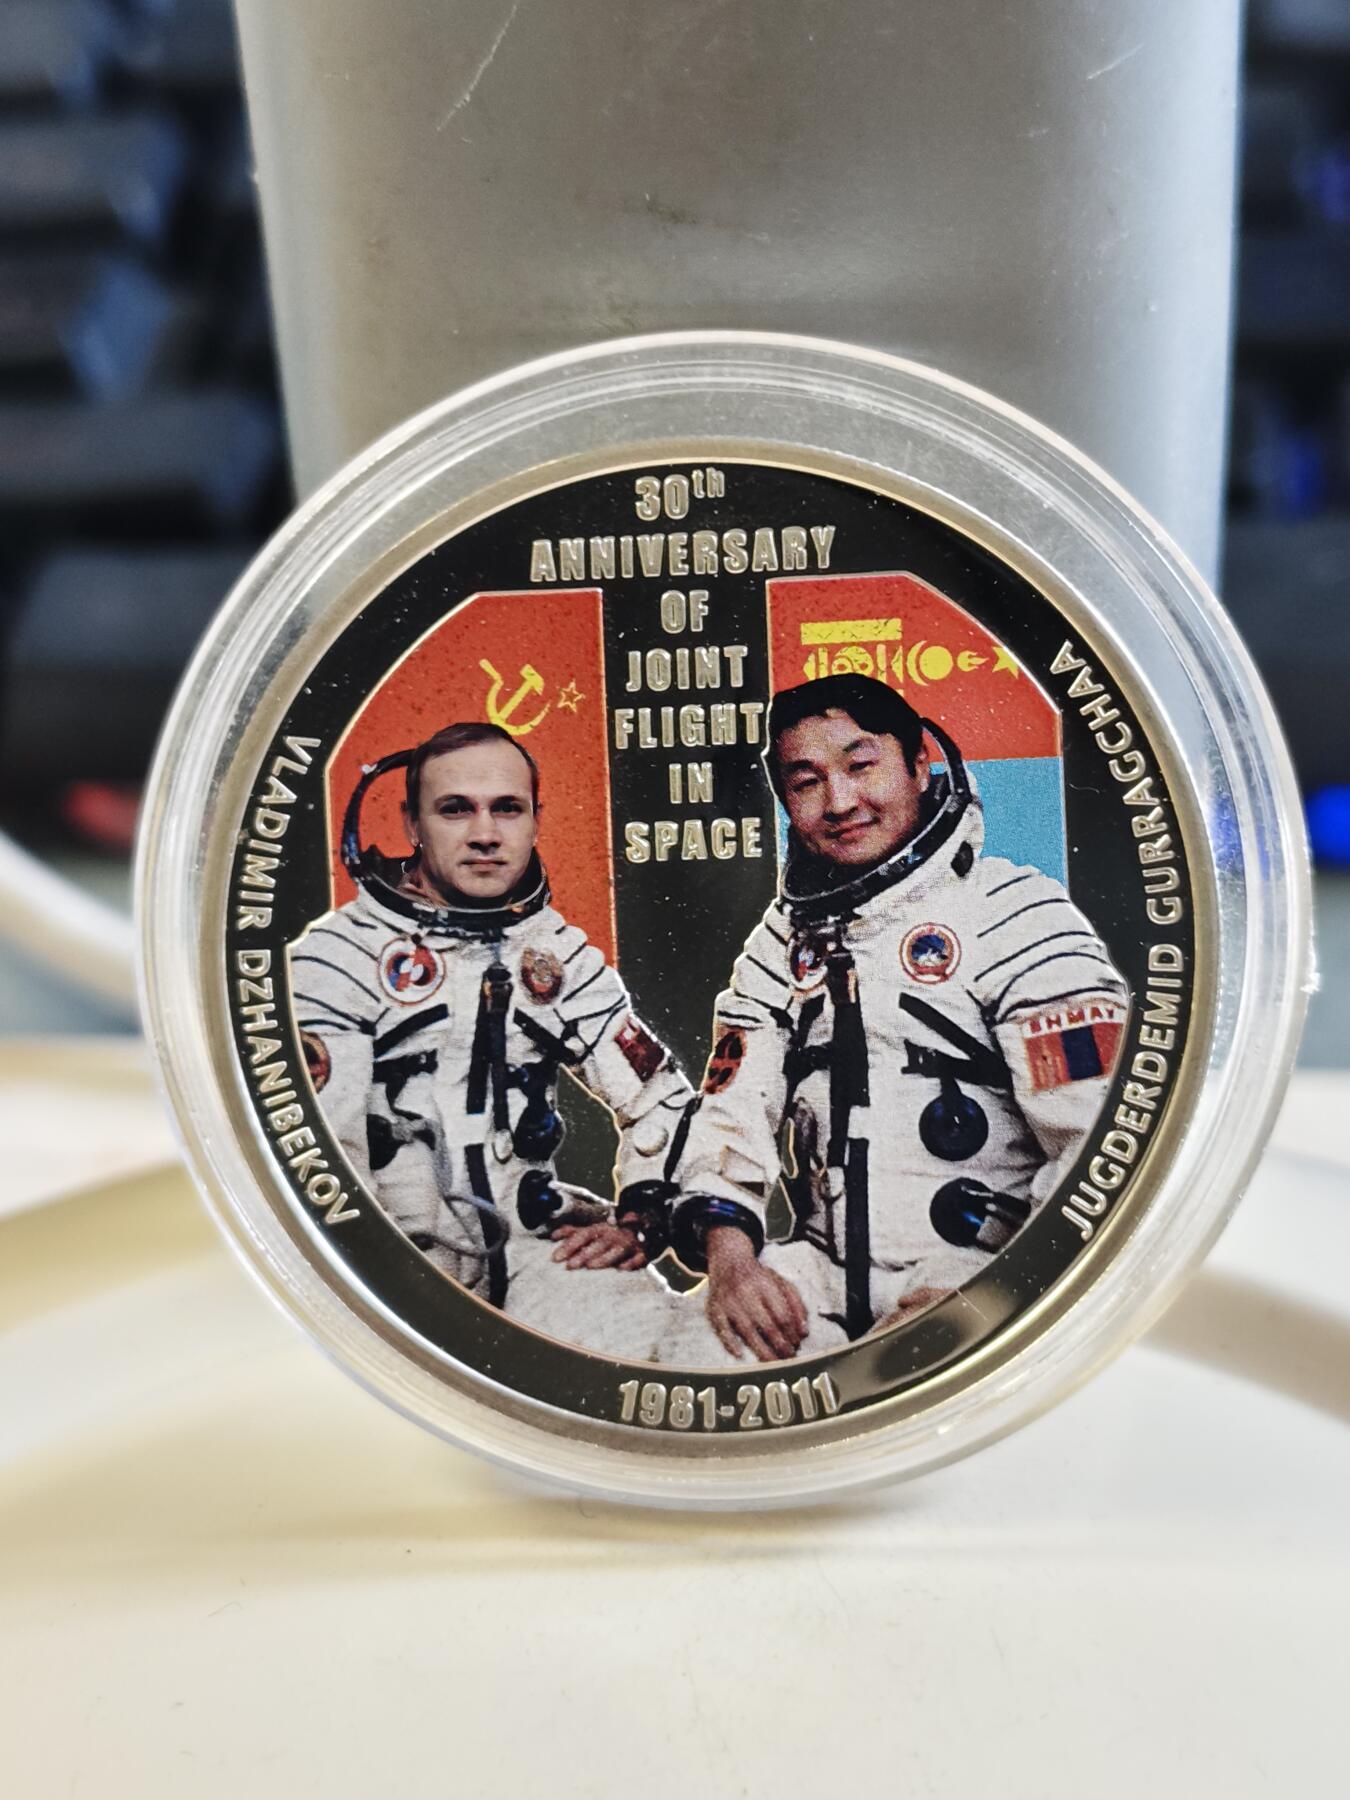 30th
ANNIVERSARY
OF
JOINT
FLIGHT
IN
SPACE
VLADIMIR DZHANIBEKOV
JUGDERDEMID GURRAGCHAA
БНМАУ
1981-2011